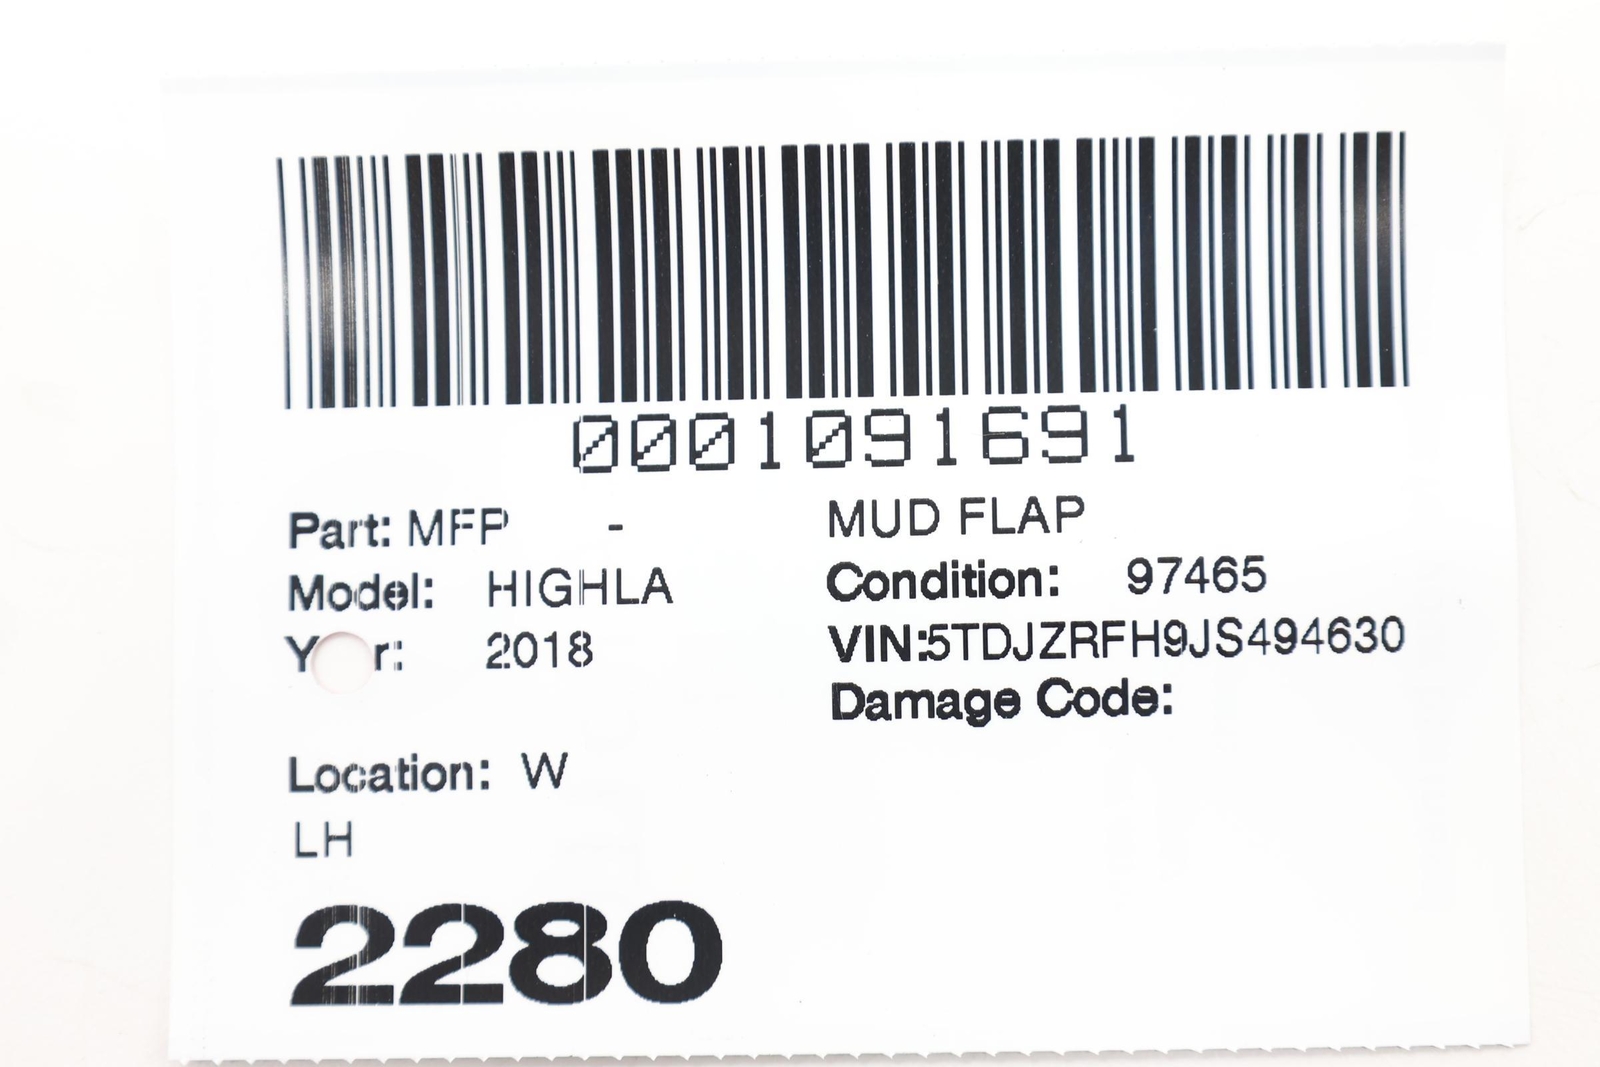 0001091691
Part: MFP - MUD FLAP
Model: HIGHLA Condition: 97465
2018 VIN:5TDJZRFH9JS494630
Damage Code:
Location: W
LH
2280